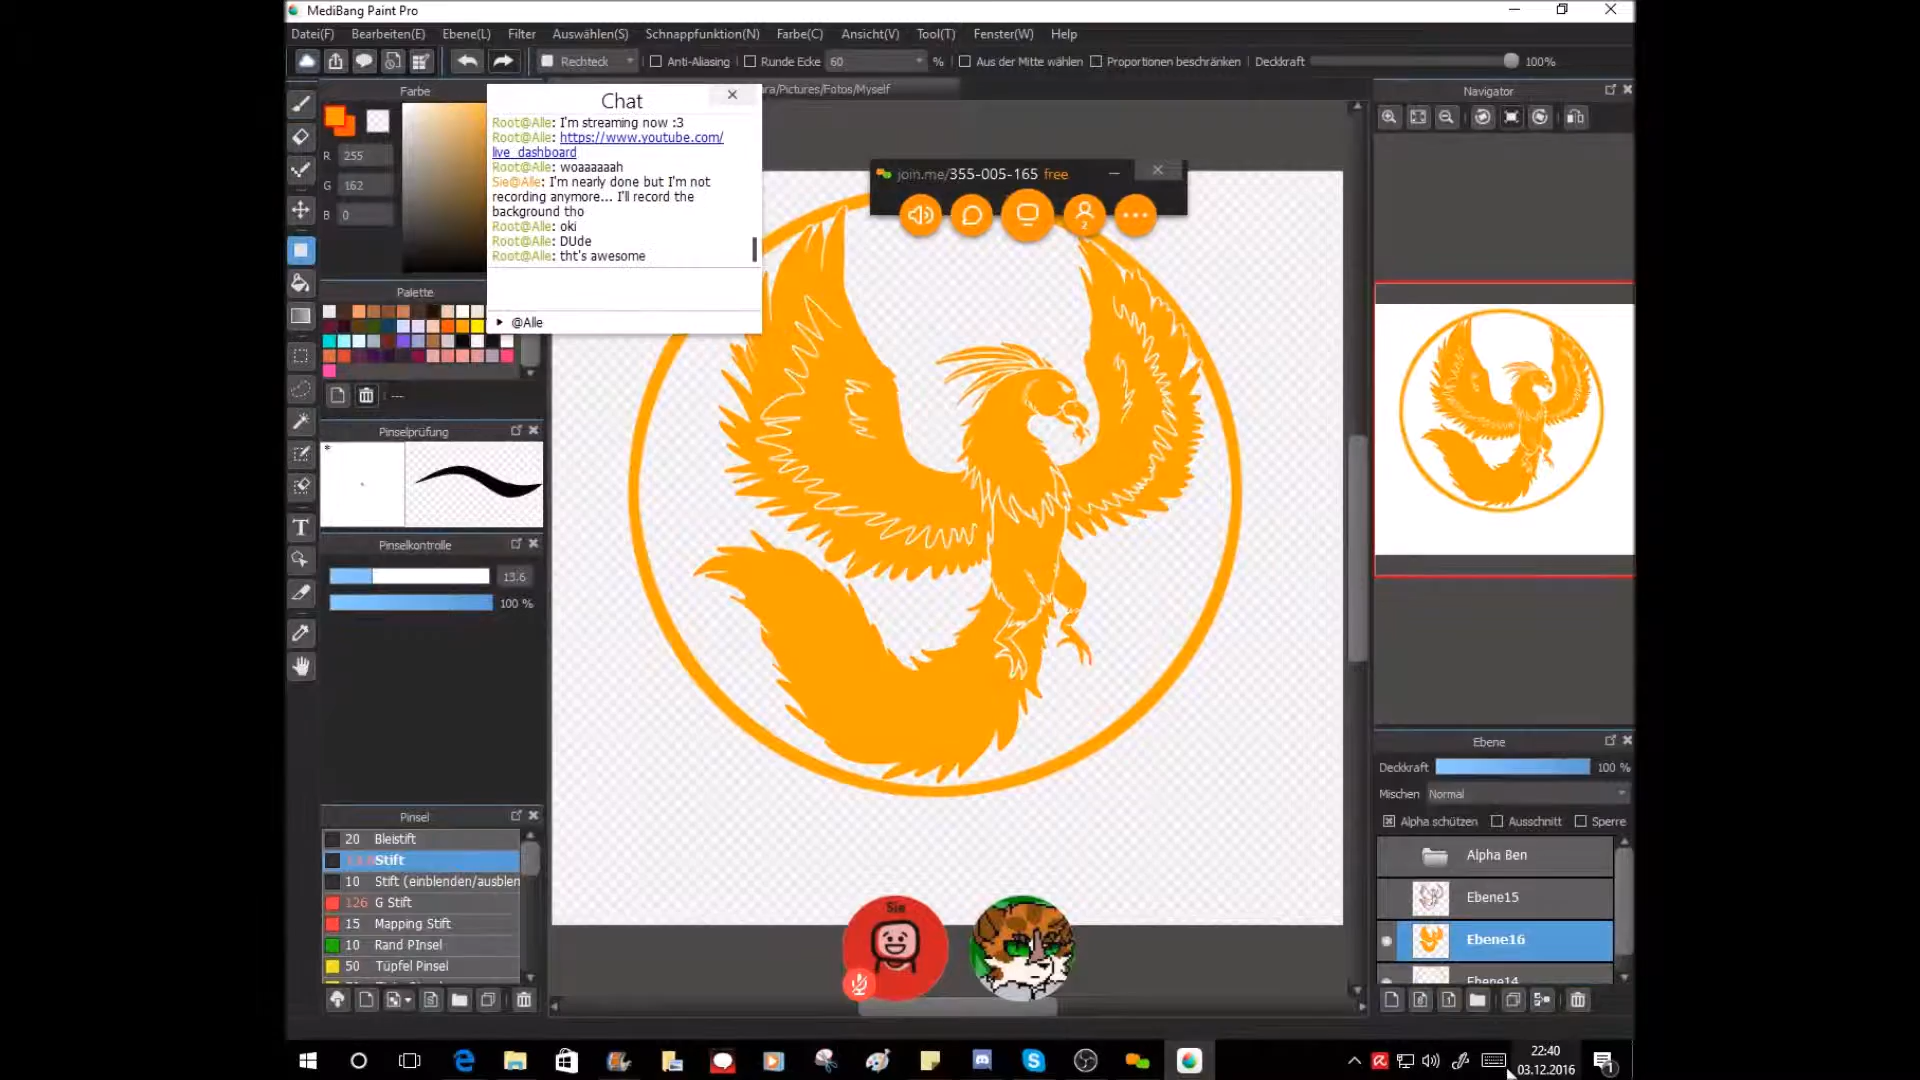 MediBang Paint Pro
Datei(F) Bearbeiten(E) Ebene(L) Filter Auswählen(S) Schnappfunktion(N) Farbe(C) Ansicht(V) Tool(T) Fenster(W) Help
Rechteck Anti-Aliasing Runde Ecke 60 % Aus der Mitte wählen Proportionen beschränken Deckkraft 100%
Farbe
R 255
G 162
B 0
Palette
---
Pinselprüfung
*
Pinselkontrolle
13.6
100 %
Pinsel
20 Bleistift
Stift
10 Stift (einblenden/ausblen
126 G Stift
15 Mapping Stift
10 Rand PInsel
50 Tüpfel Pinsel
Chat
Root@Alle: I'm streaming now :3
Root@Alle: https://www.youtube.com/
live_dashboard
Root@Alle: woaaaaaah
Sie@Alle: I'm nearly done but I'm not
recording anymore... I'll record the
background tho
Root@Alle: oki
Root@Alle: DUde
Root@Alle: tht's awesome
@Alle
ara/Pictures/Fotos/Myself
join.me/355-005-165 free
2
Sie
Navigator
Ebene
Deckkraft 100 %
Mischen Normal
Alpha schützen Ausschnitt Sperre
Alpha Ben
Ebene15
Ebene16
Ebene14
22:40
03.12.2016
1